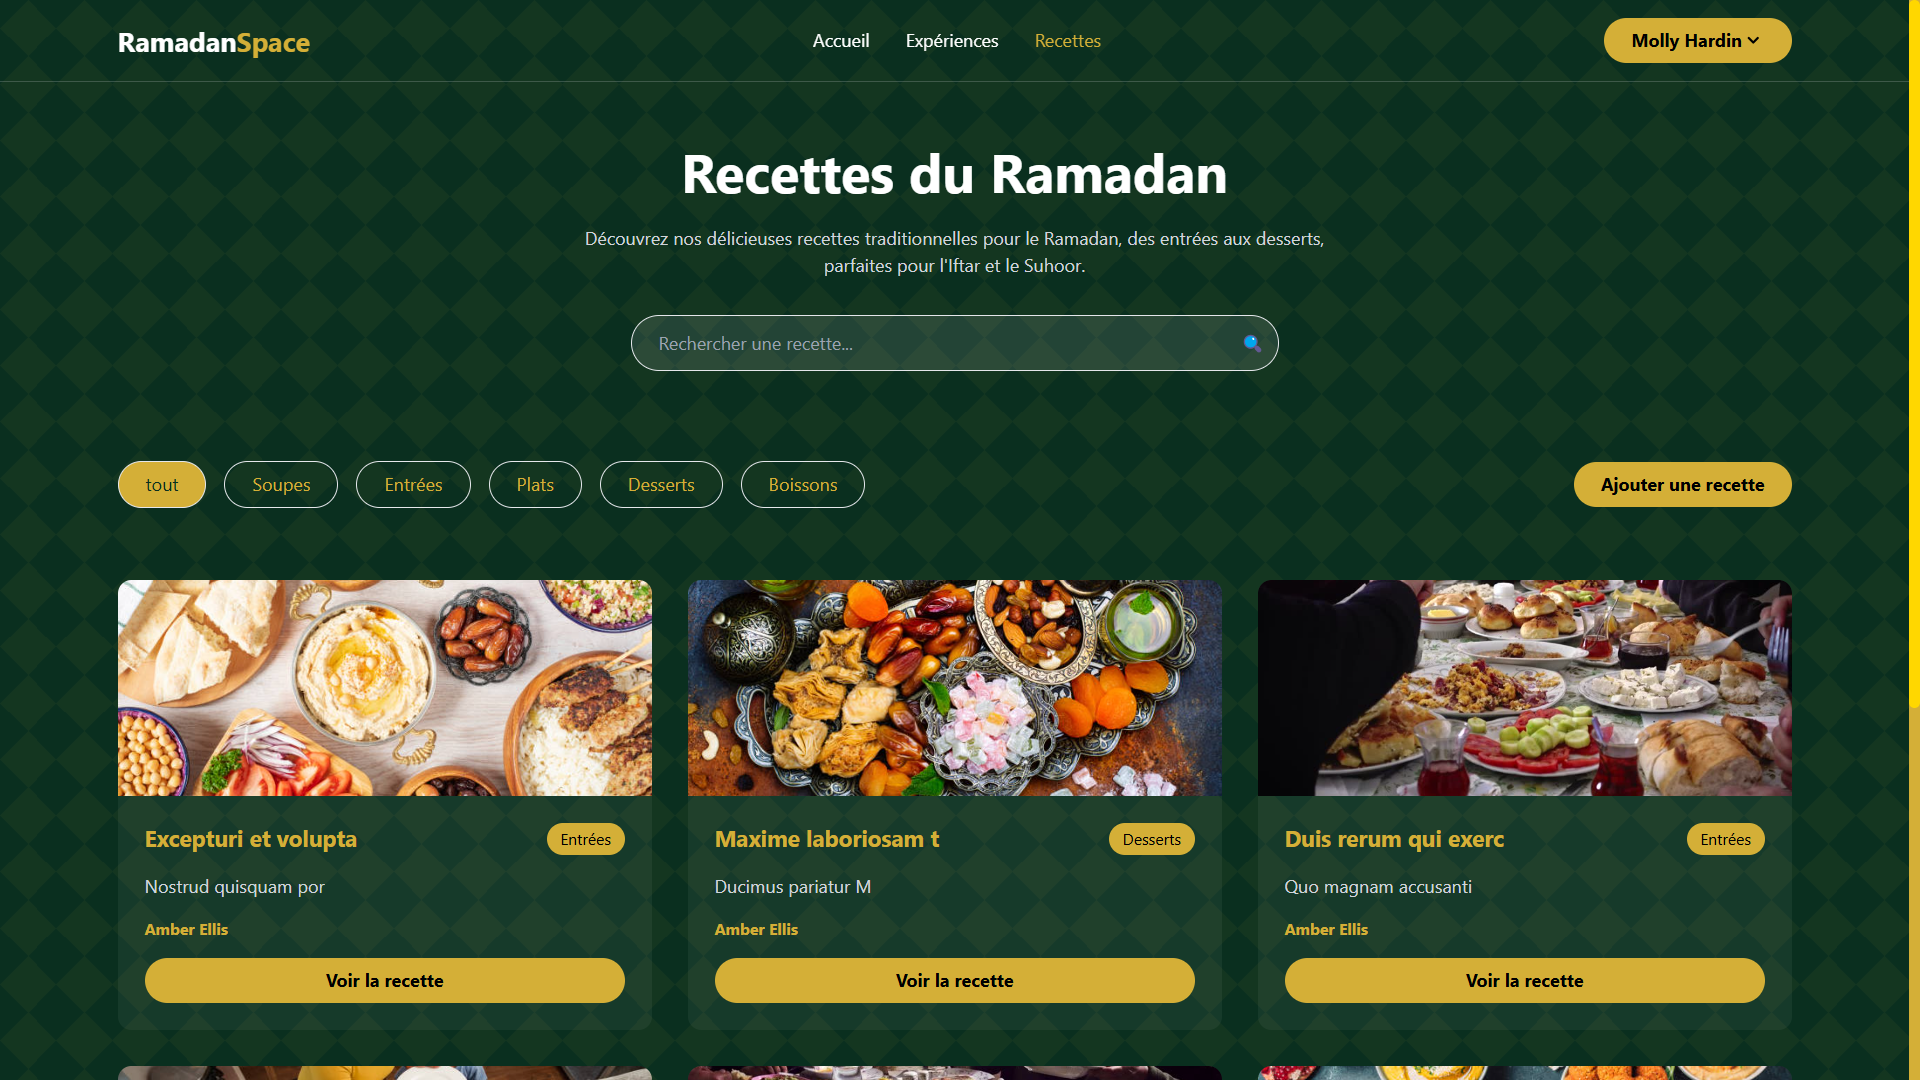 RamadanSpace
Accueil
Expériences
Recettes
Molly Hardin
Recettes du Ramadan
Découvrez nos délicieuses recettes traditionnelles pour le Ramadan, des entrées aux desserts,
parfaites pour l'Iftar et le Suhoor.
Rechercher une recette...
tout
Soupes
Entrées
Plats
Desserts
Boissons
Ajouter une recette
Excepturi et volupta
Entrées
Nostrud quisquam por
Amber Ellis
Voir la recette
Maxime laboriosam t
Desserts
Ducimus pariatur M
Amber Ellis
Voir la recette
Duis rerum qui exerc
Entrées
Quo magnam accusanti
Amber Ellis
Voir la recette